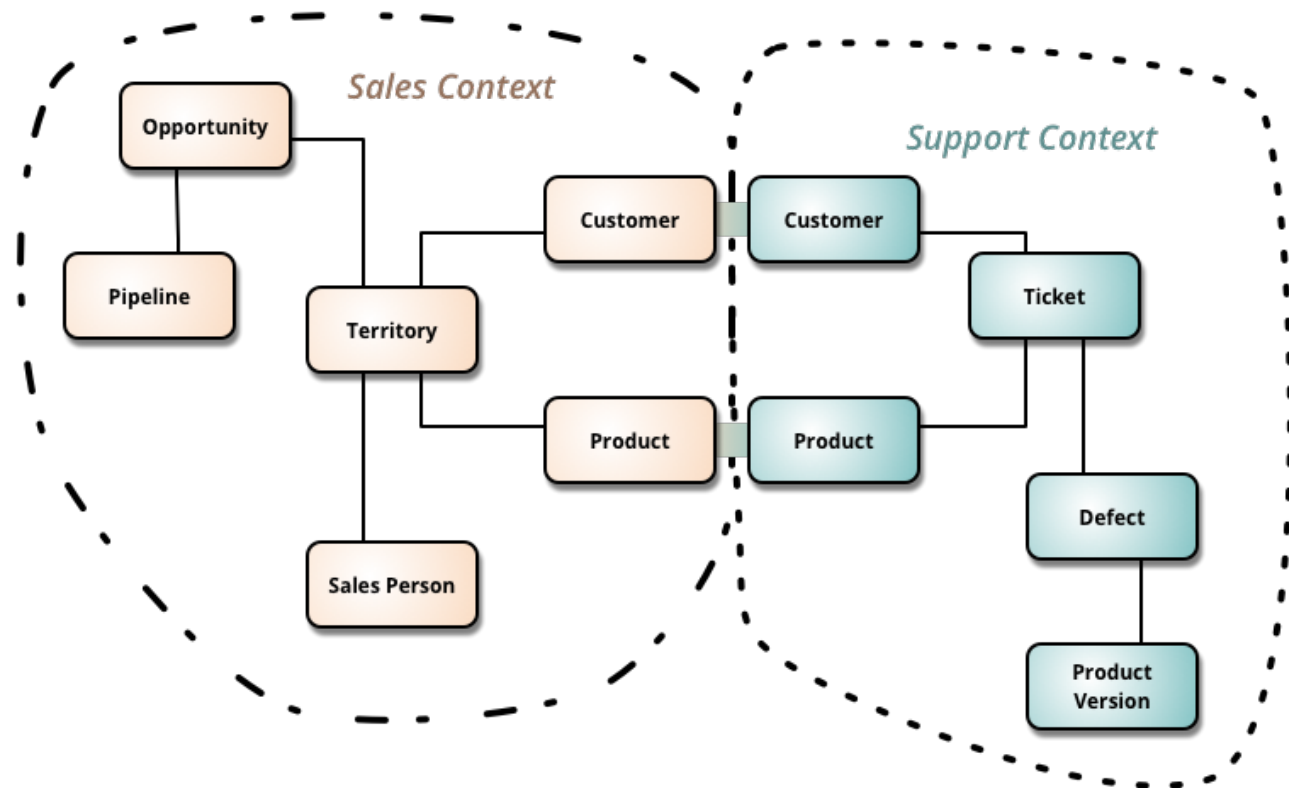 Sales Context
Opportunity
Pipeline
Territory
Customer
Product
Sales Person
Support Context
Customer
Ticket
Product
Defect
Product
Version